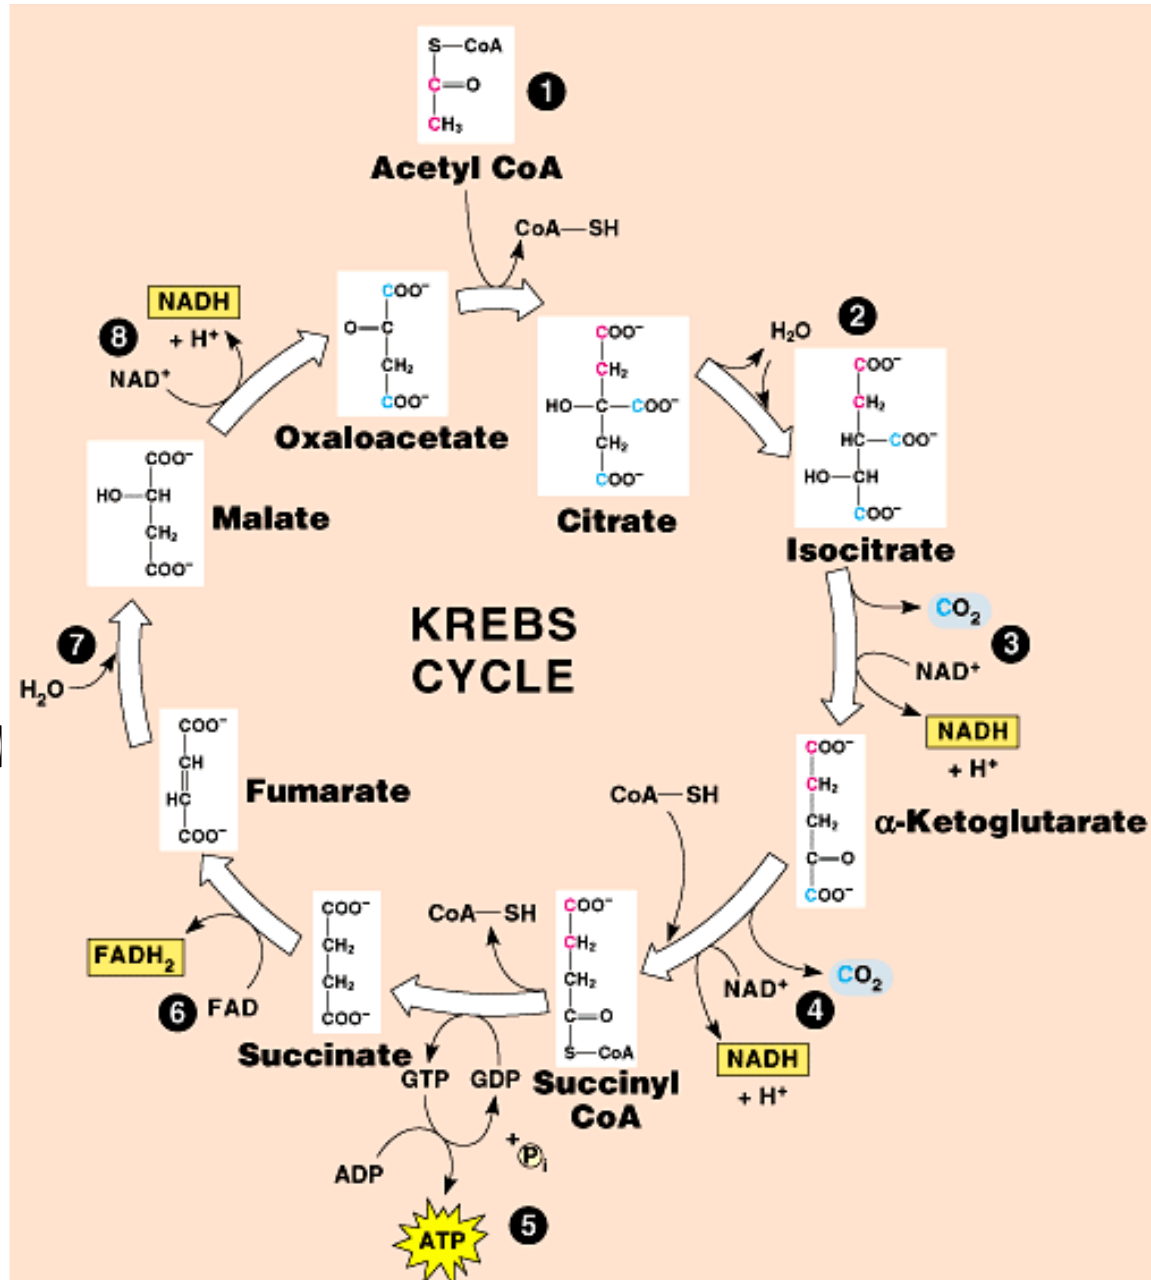 S—CoA
C=O
CH₃
1
Acetyl CoA
CoA—SH
NADH
+ H⁺
8
NAD⁺
COO⁻
O—C
CH₂
COO⁻
Oxaloacetate
COO⁻
CH₂
HO—C—COO⁻
CH₂
COO⁻
Citrate
H₂O
2
COO⁻
CH₂
HC—COO⁻
HO—CH
COO⁻
Isocitrate
COO⁻
HO—CH
CH₂
COO⁻
Malate
KREBS
CYCLE
CO₂
3
NAD⁺
NADH
+ H⁺
7
H₂O
COO⁻
CH
HC
COO⁻
Fumarate
COO⁻
CH₂
CH₂
C—O
COO⁻
α-Ketoglutarate
CoA—SH
CO₂
NAD⁺
4
NADH
+ H⁺
COO⁻
CH₂
CH₂
C=O
S—CoA
Succinyl
CoA
CoA—SH
COO⁻
CH₂
CH₂
COO⁻
Succinate
FADH₂
6
FAD
GTP
GDP
+
Pᵢ
ADP
ATP
5